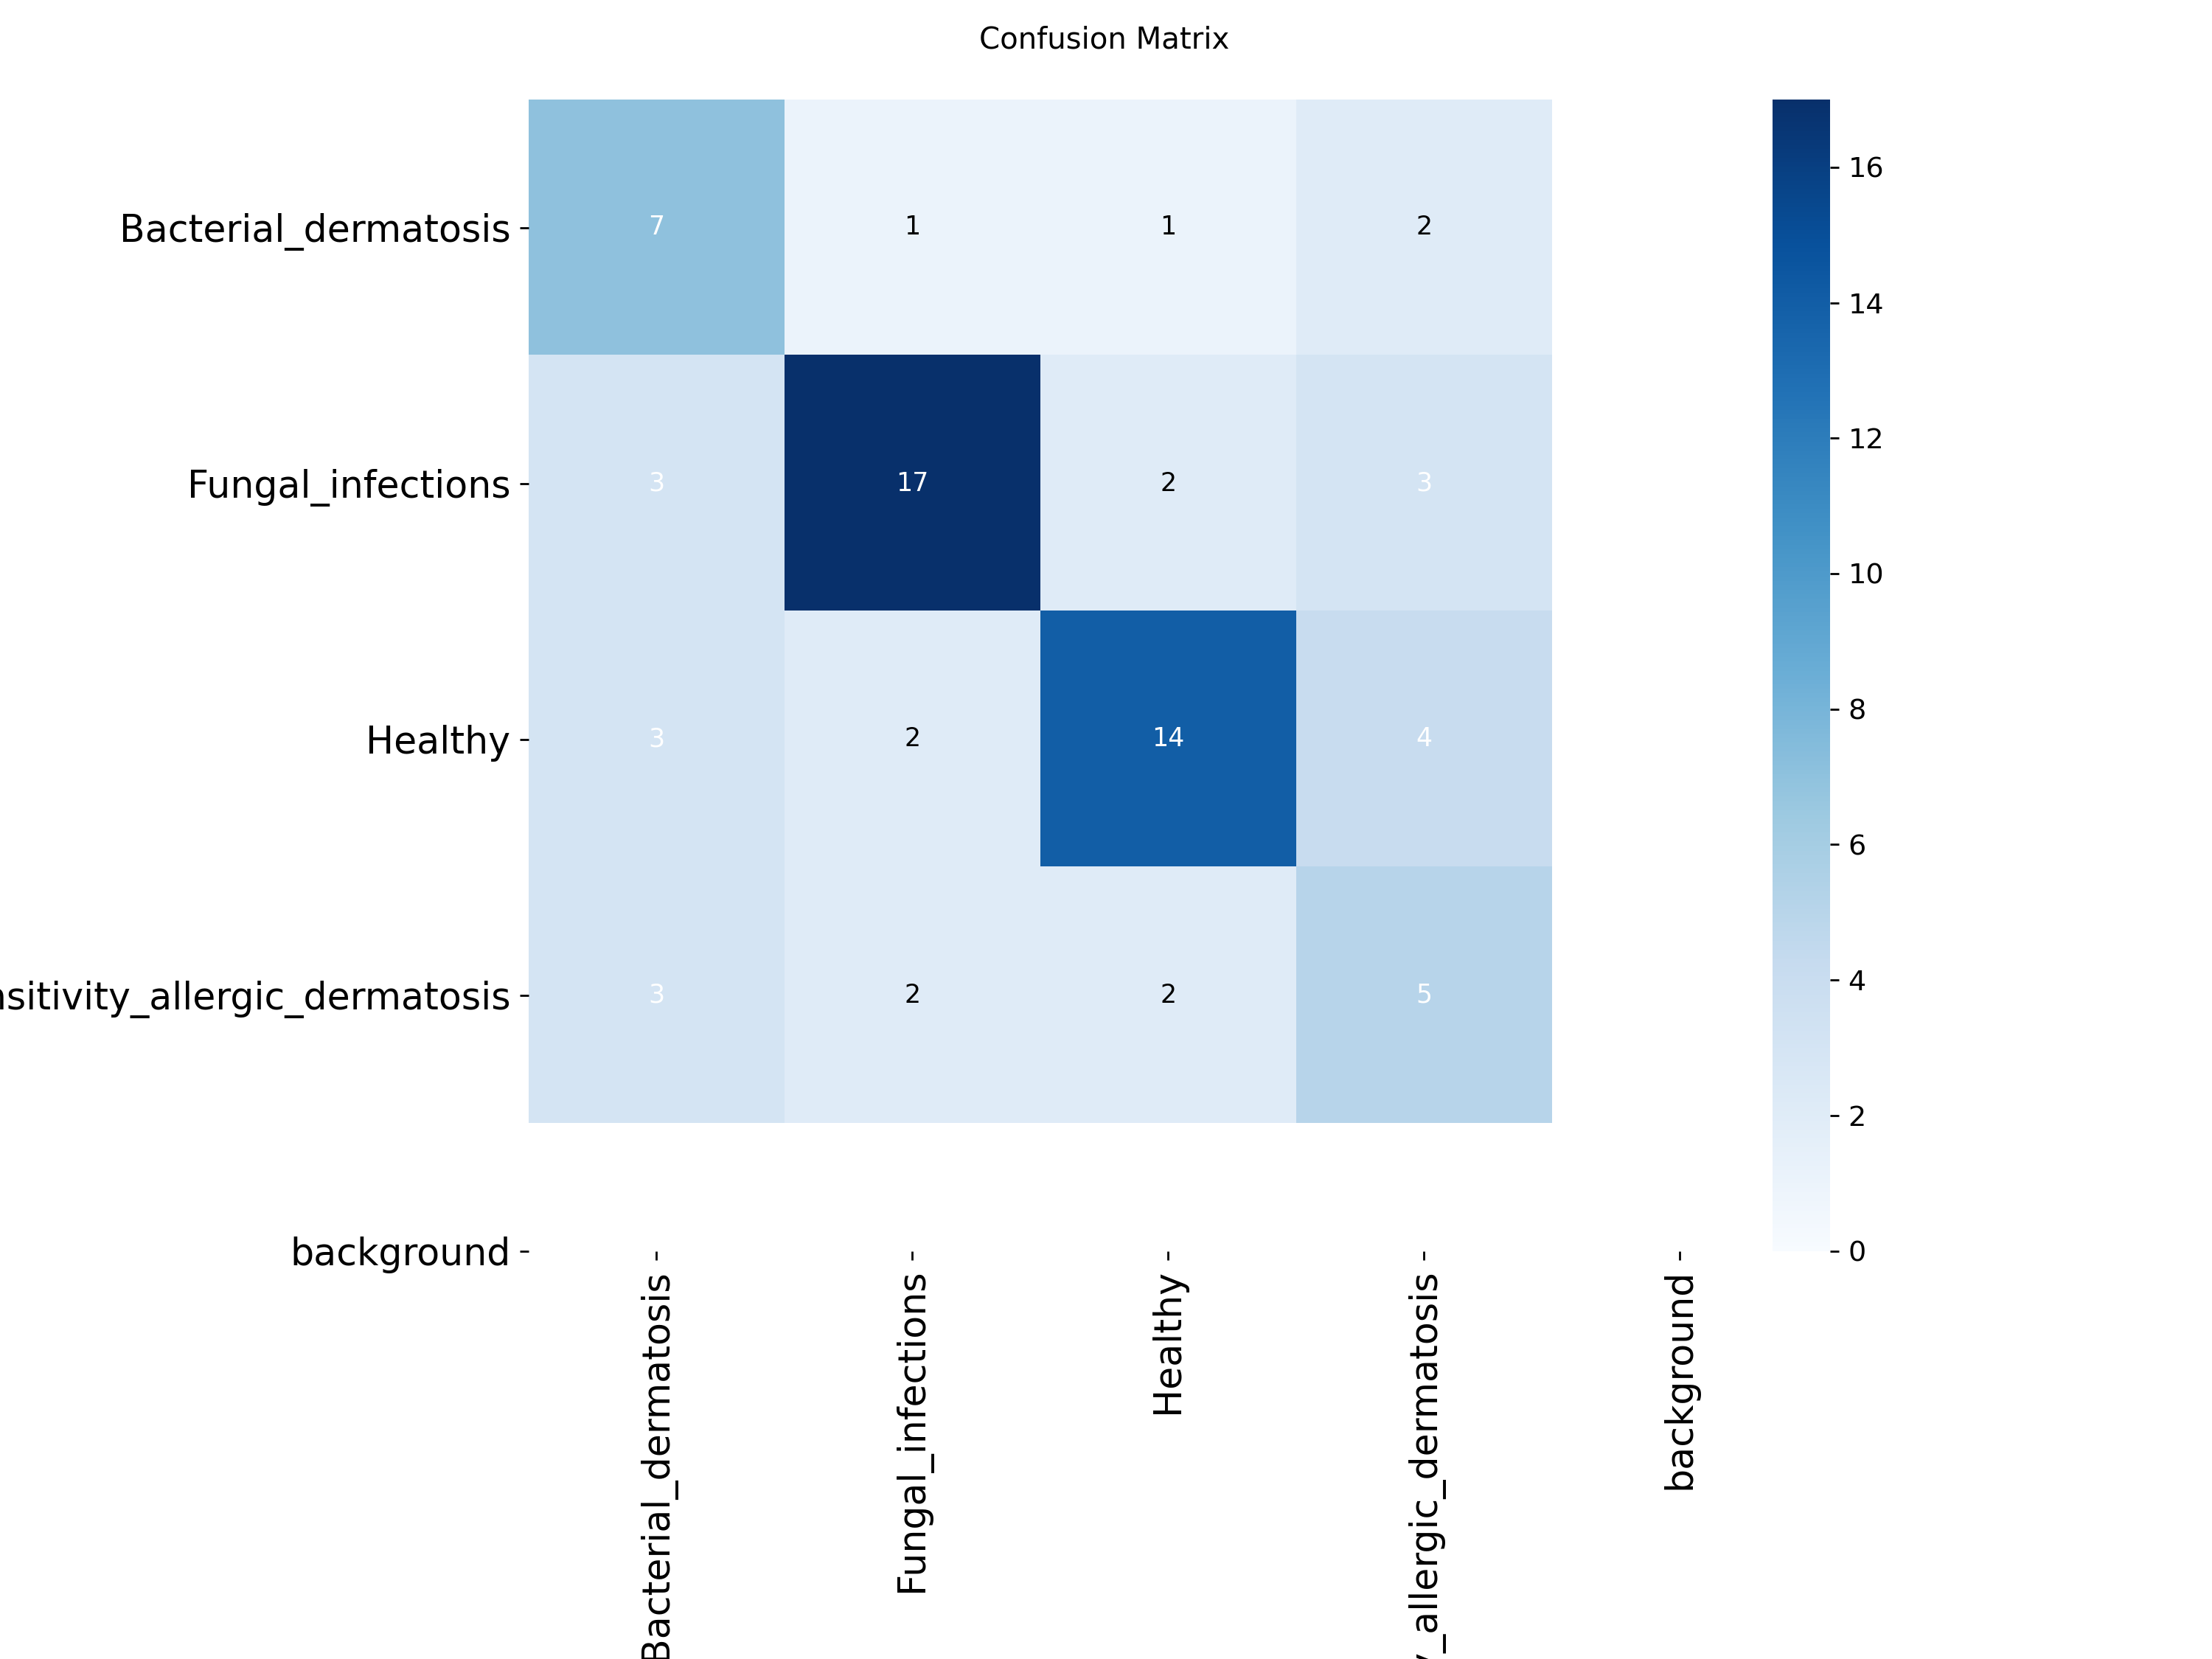 Confusion Matrix
Bacterial_dermatosis
7 1 1 2
Fungal_infections
3 17 2 3
Healthy
3 2 14 4
sitivity_allergic_dermatosis
3 2 2 5
background
16
14
12
10
8
6
4
2
0
Bacterial_dermatosis
Fungal_infections
Healthy
_allergic_dermatosis
background